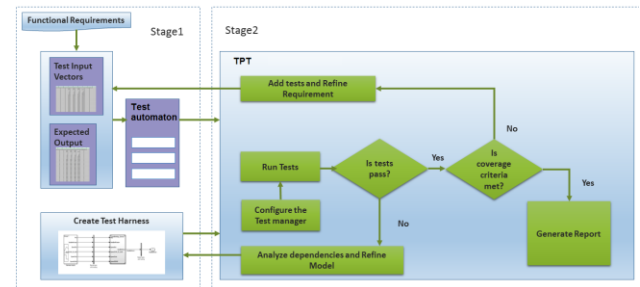 Functional Requirements
Stage1
Stage2
TPT
Test Input
Vectors
Expected
Output
Test
automaton
Add tests and Refine
Requirement
No
Run Tests
Is tests
pass?
Yes
Is
coverage
criteria
met?
Yes
Configure the
Test manager
No
Generate Report
Create Test Harness
Analyze dependencies and Refine
Model